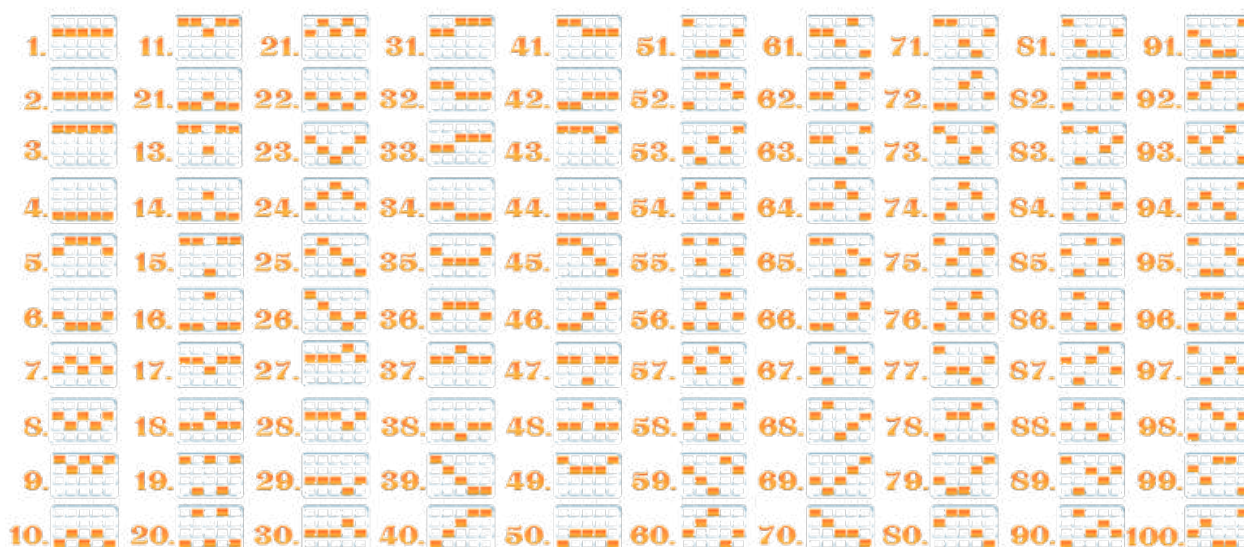 1. 11. 21. 31. 41. 51. 61. 71. 81. 91.
2. 21. 22. 32. 42. 52. 62. 72. 82. 92.
3. 13. 23. 33. 43. 53. 63. 73. 83. 93.
4. 14. 24. 34. 44. 54. 64. 74. 84. 94.
5. 15. 25. 35. 45. 55. 65. 75. 85. 95.
6. 16. 26. 36. 46. 56. 66. 76. 86. 96.
7. 17. 27. 37. 47. 57. 67. 77. 87. 97.
8. 18. 28. 38. 48. 58. 68. 78. 88. 98.
9. 19. 29. 39. 49. 59. 69. 79. 89. 99.
10. 20. 30. 40. 50. 60. 70. 80. 90. 100.